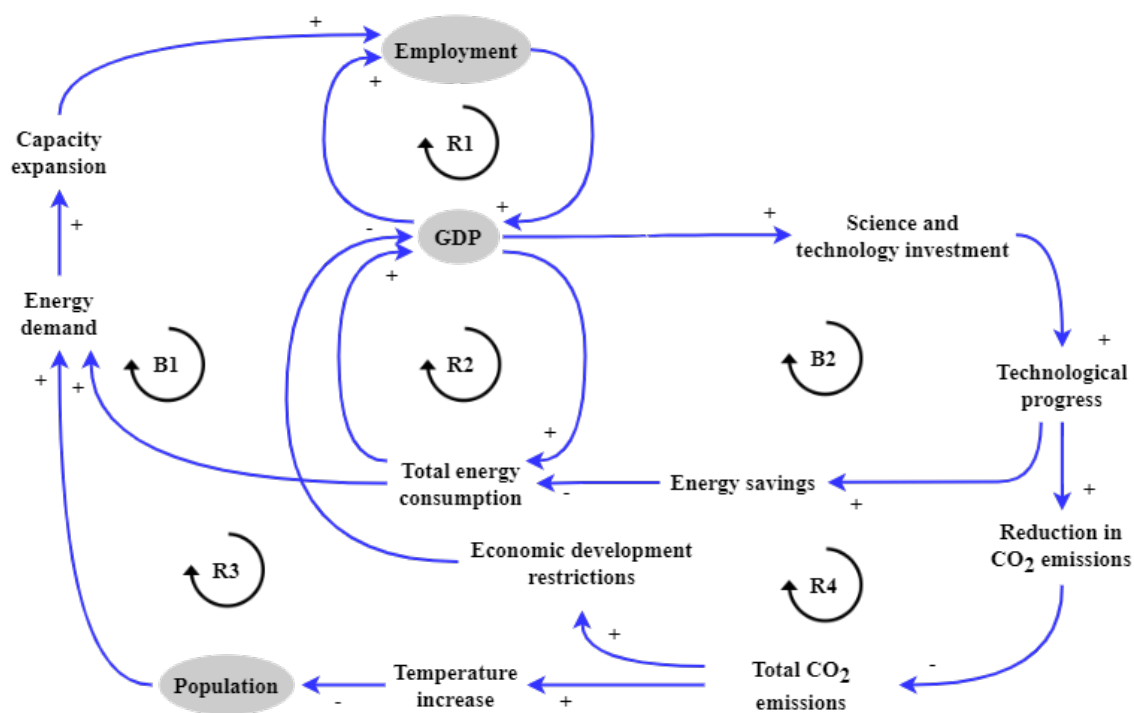 +
Employment
+
Capacity
expansion
R1
+
-
GDP
+
Science and
technology investment
+
+
Energy
demand
B1
R2
B2
+
+
+
Technological
progress
+
Total energy
consumption
-
Energy savings
+
+
Reduction in
CO2 emissions
Economic development
restrictions
R3
R4
+
-
Population
-
Temperature
increase
+
Total CO2
emissions